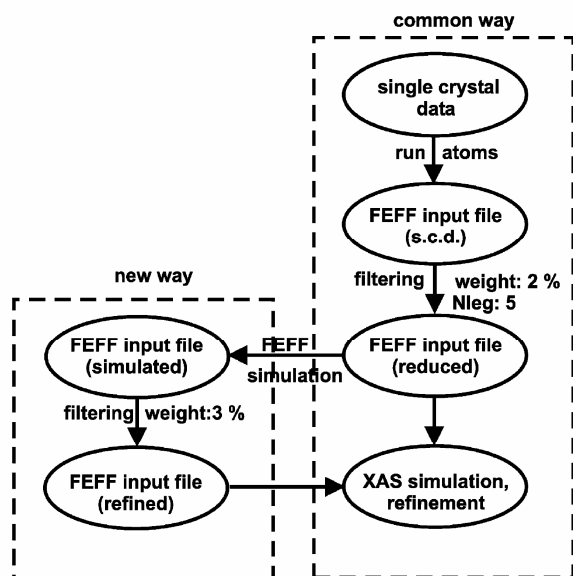 common way
single crystal
data
run atoms
FEFF input file
(s.c.d.)
filtering weight: 2 %
Nleg: 5
new way
FEFF input file
(simulated)
FEFF
simulation
FEFF input file
(reduced)
filtering weight:3 %
FEFF input file
(refined)
XAS simulation,
refinement